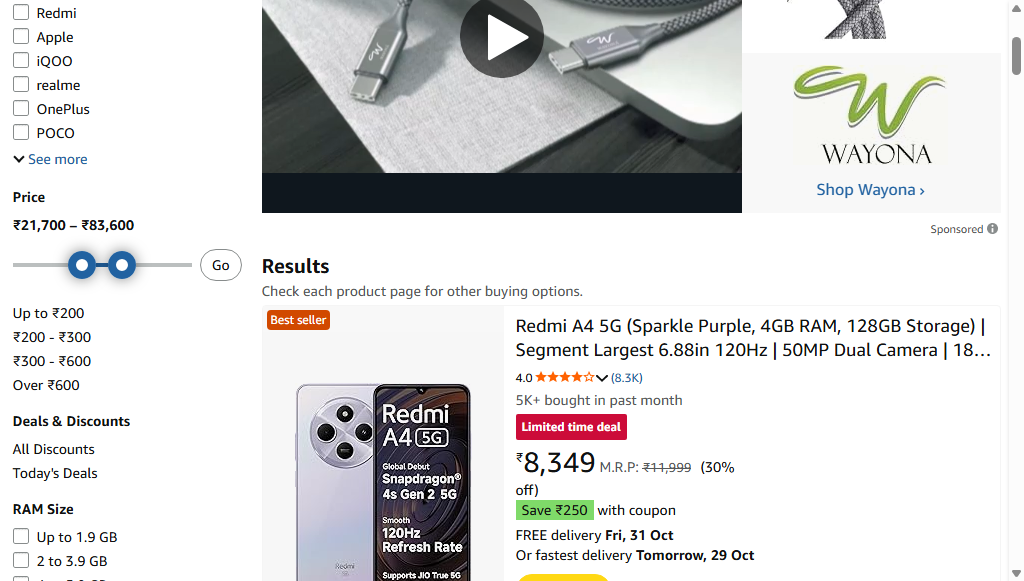 Redmi
Apple
iQOO
realme
OnePlus
POCO
See more
Price
₹21,700 – ₹83,600
Go
Up to ₹200
₹200 - ₹300
₹300 - ₹600
Over ₹600
Deals & Discounts
All Discounts
Today's Deals
RAM Size
Up to 1.9 GB
2 to 3.9 GB
W
W
WAYONA
Shop Wayona ›
Sponsored
Results
Check each product page for other buying options.
Best seller
Redmi
A4 5G
Global Debut
Snapdragon®
4s Gen 2 5G
Smooth
120Hz
Refresh Rate
Supports JIO True 5G
Redmi
Redmi A4 5G (Sparkle Purple, 4GB RAM, 128GB Storage) |
Segment Largest 6.88in 120Hz | 50MP Dual Camera | 18…
4.0 (8.3K)
5K+ bought in past month
Limited time deal
₹8,349 M.R.P: ₹11,999 (30%
off)
Save ₹250 with coupon
FREE delivery Fri, 31 Oct
Or fastest delivery Tomorrow, 29 Oct